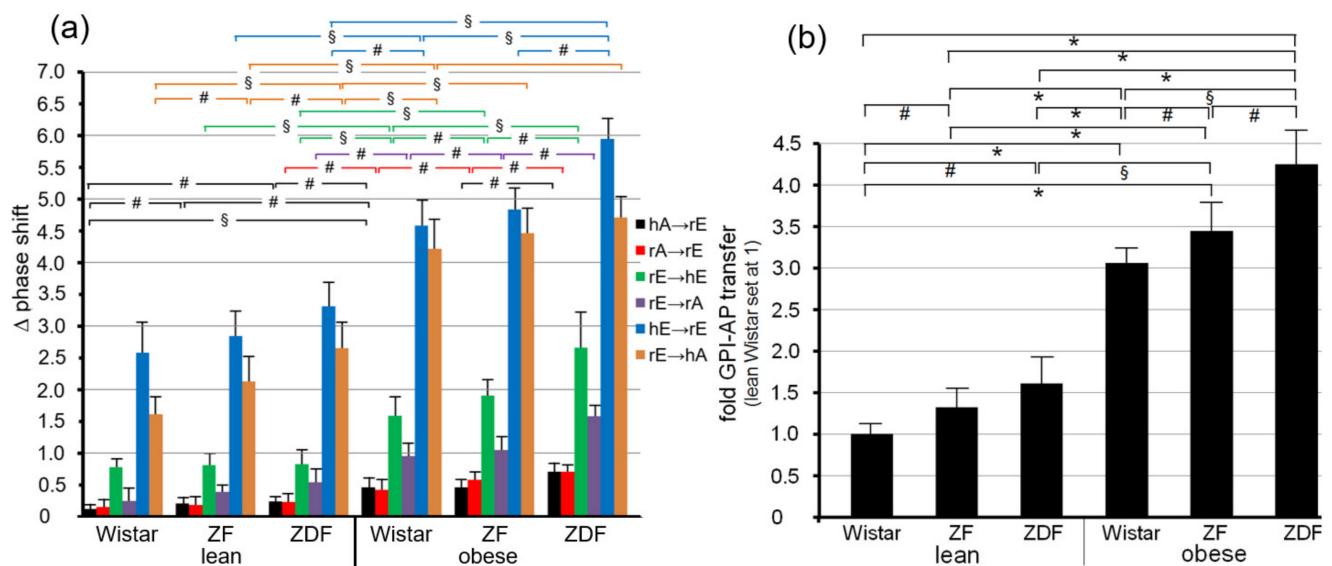 (a)
§
§ §
# #
7.0 §
6.5 § §
# # §
6.0 §
§ §
5.5 § # #
# # #
# # #
5.0 # # #
# #
4.5 §
4.0
3.5
3.0
2.5
2.0
1.5
1.0
0.5
0
Δ phase shift
hA→rE
rA→rE
rE→hE
rE→rA
hE→rE
rE→hA
Wistar ZF ZDF Wistar ZF ZDF
lean obese
(b)
*
*
*
* §
# * # #
*
*
# §
*
4.5
4.0
3.5
3.0
2.5
2.0
1.5
1.0
0.5
0
fold GPI-AP transfer
(lean Wistar set at 1)
Wistar ZF ZDF Wistar ZF ZDF
lean obese